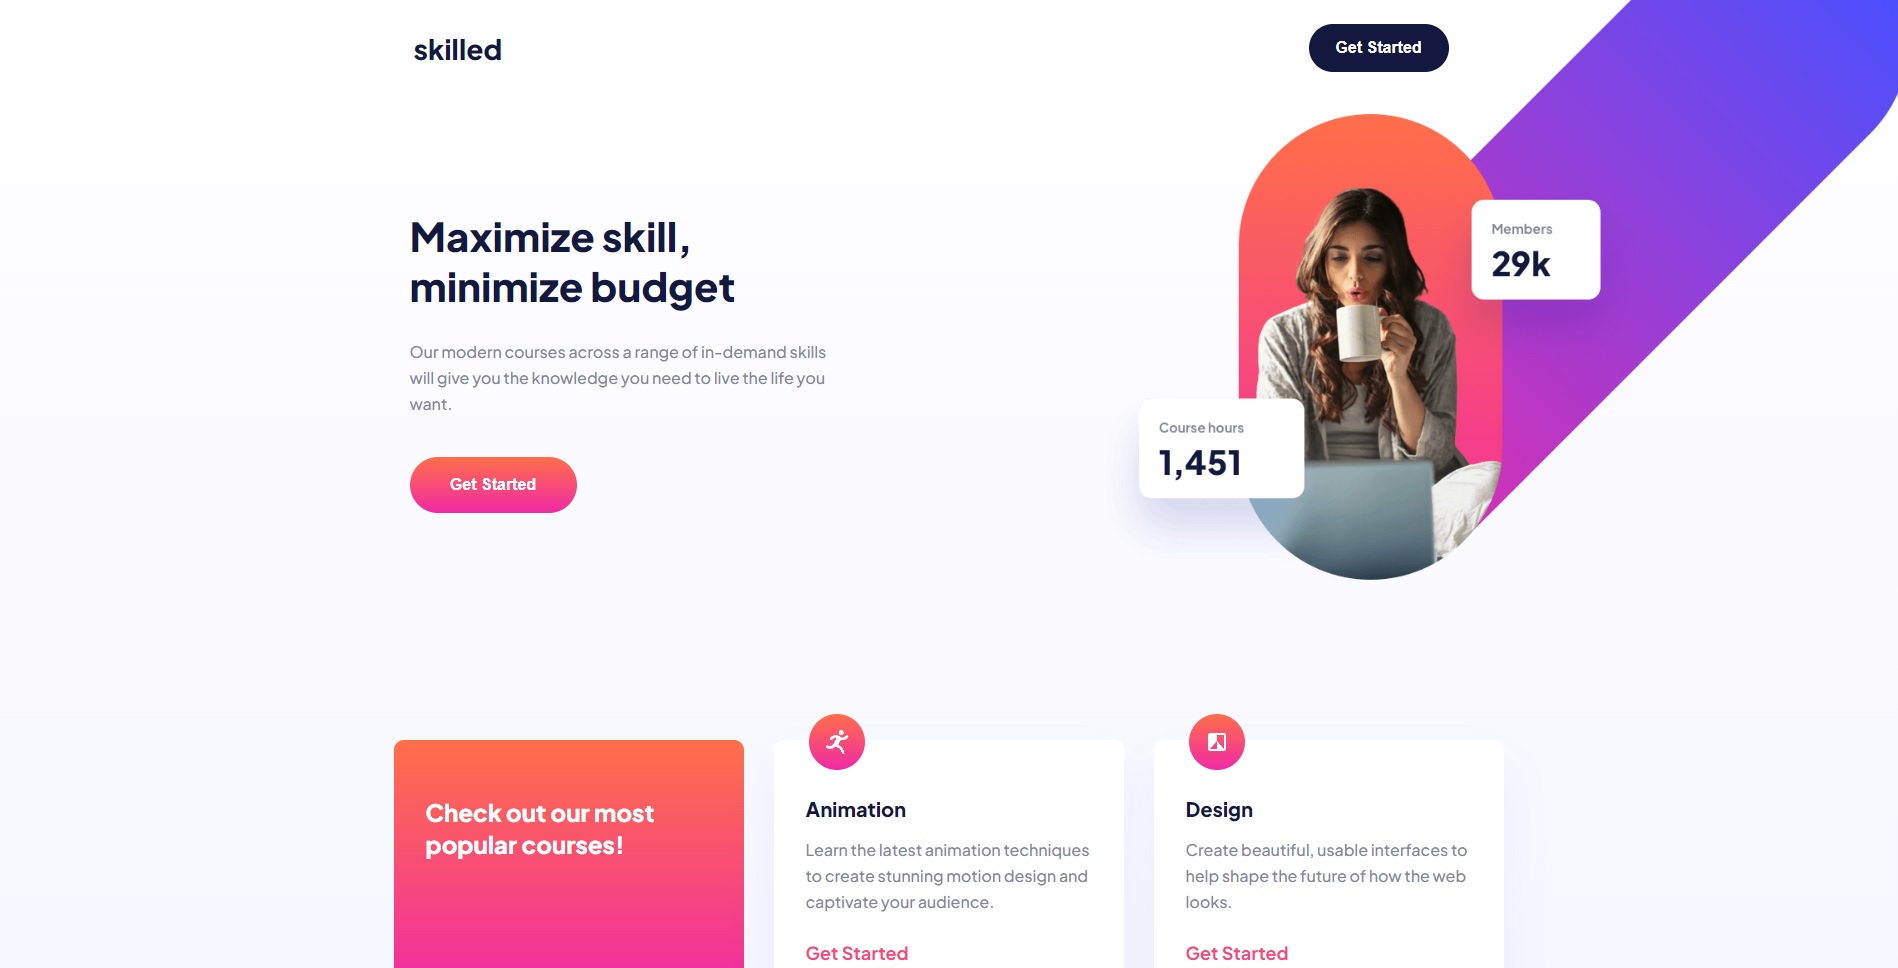 skilled
Get Started
Maximize skill,
minimize budget
Our modern courses across a range of in-demand skills
will give you the knowledge you need to live the life you
want.
Get Started
Members
29k
Course hours
1,451
Check out our most
popular courses!
Animation
Learn the latest animation techniques
to create stunning motion design and
captivate your audience.
Get Started
Design
Create beautiful, usable interfaces to
help shape the future of how the web
looks.
Get Started